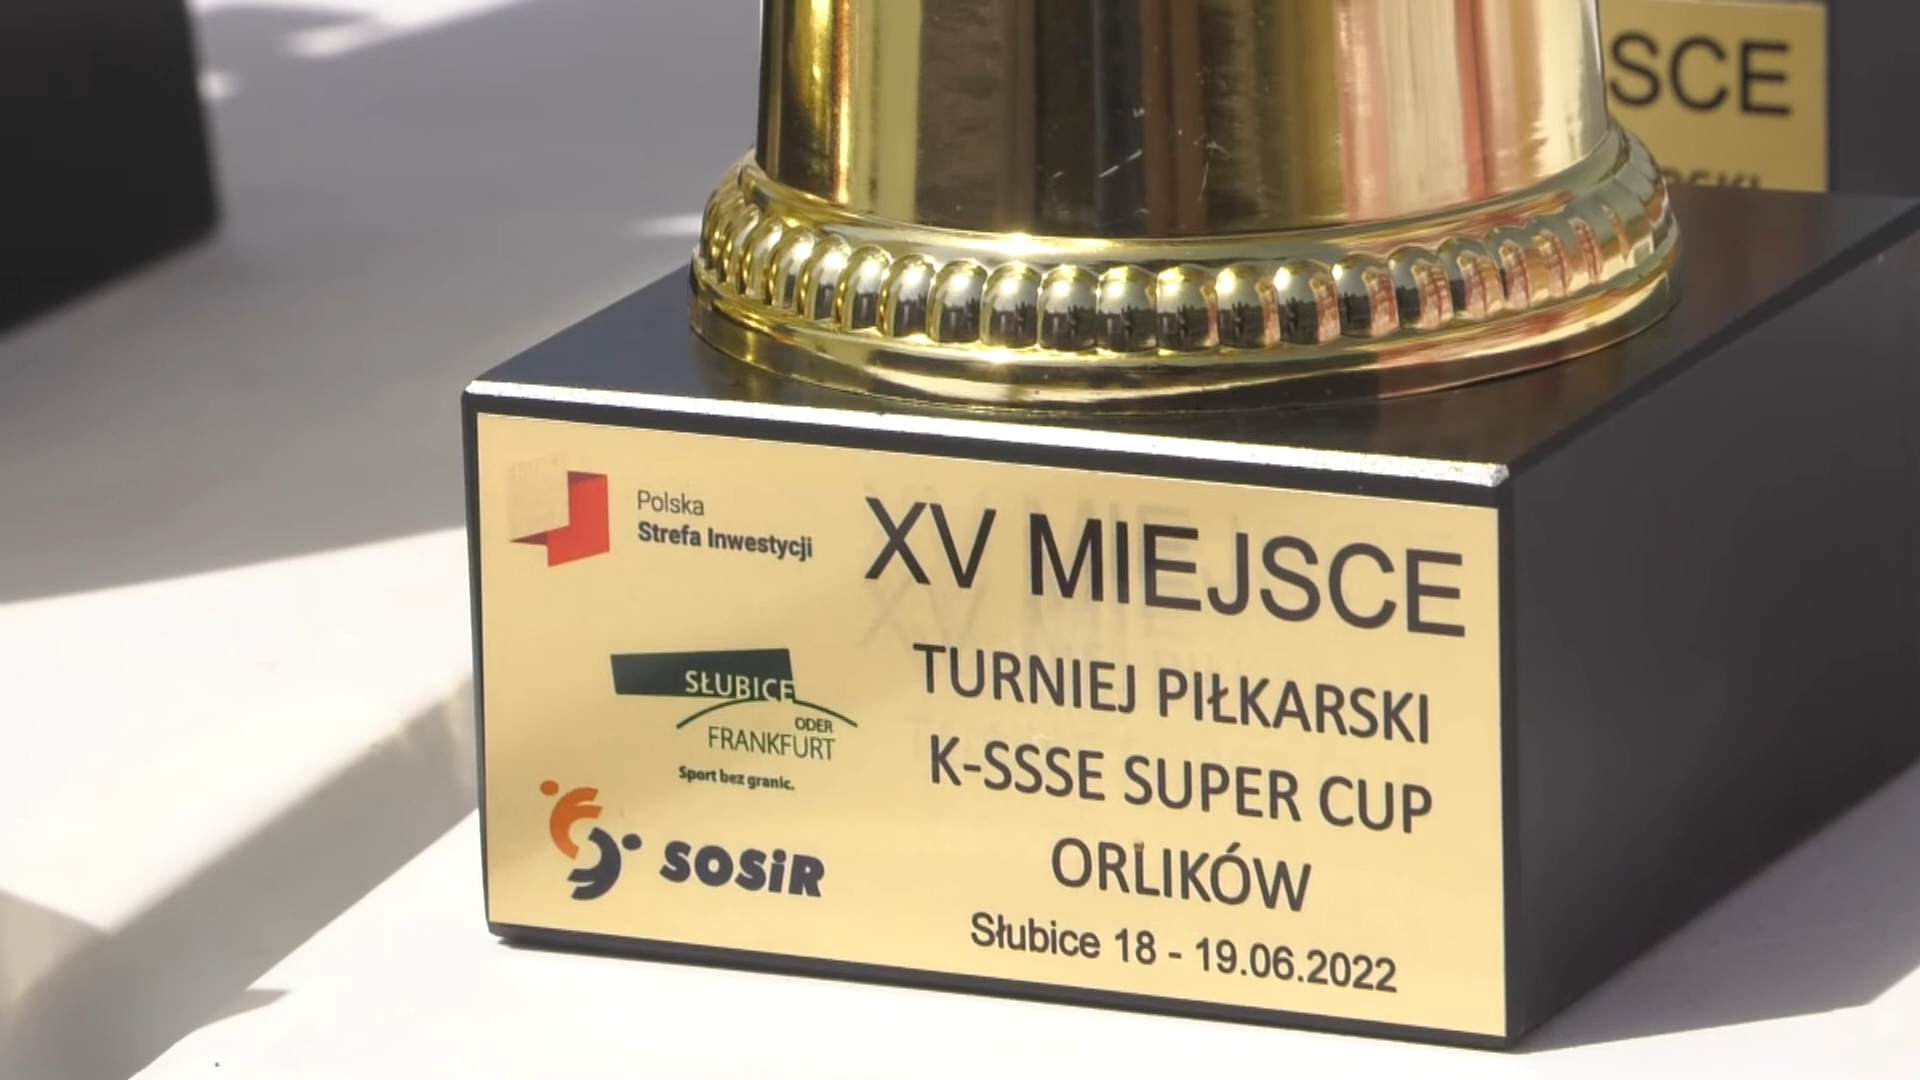 SCE
Polska
Strefa Inwestycji
XV MIEJSCE
TURNIEJ PIŁKARSKI
K-SSSE SUPER CUP
ORLIKÓW
Słubice 18 - 19.06.2022
SŁUBICE
ODER
FRANKFURT
Sport bez granic.
SOSiR